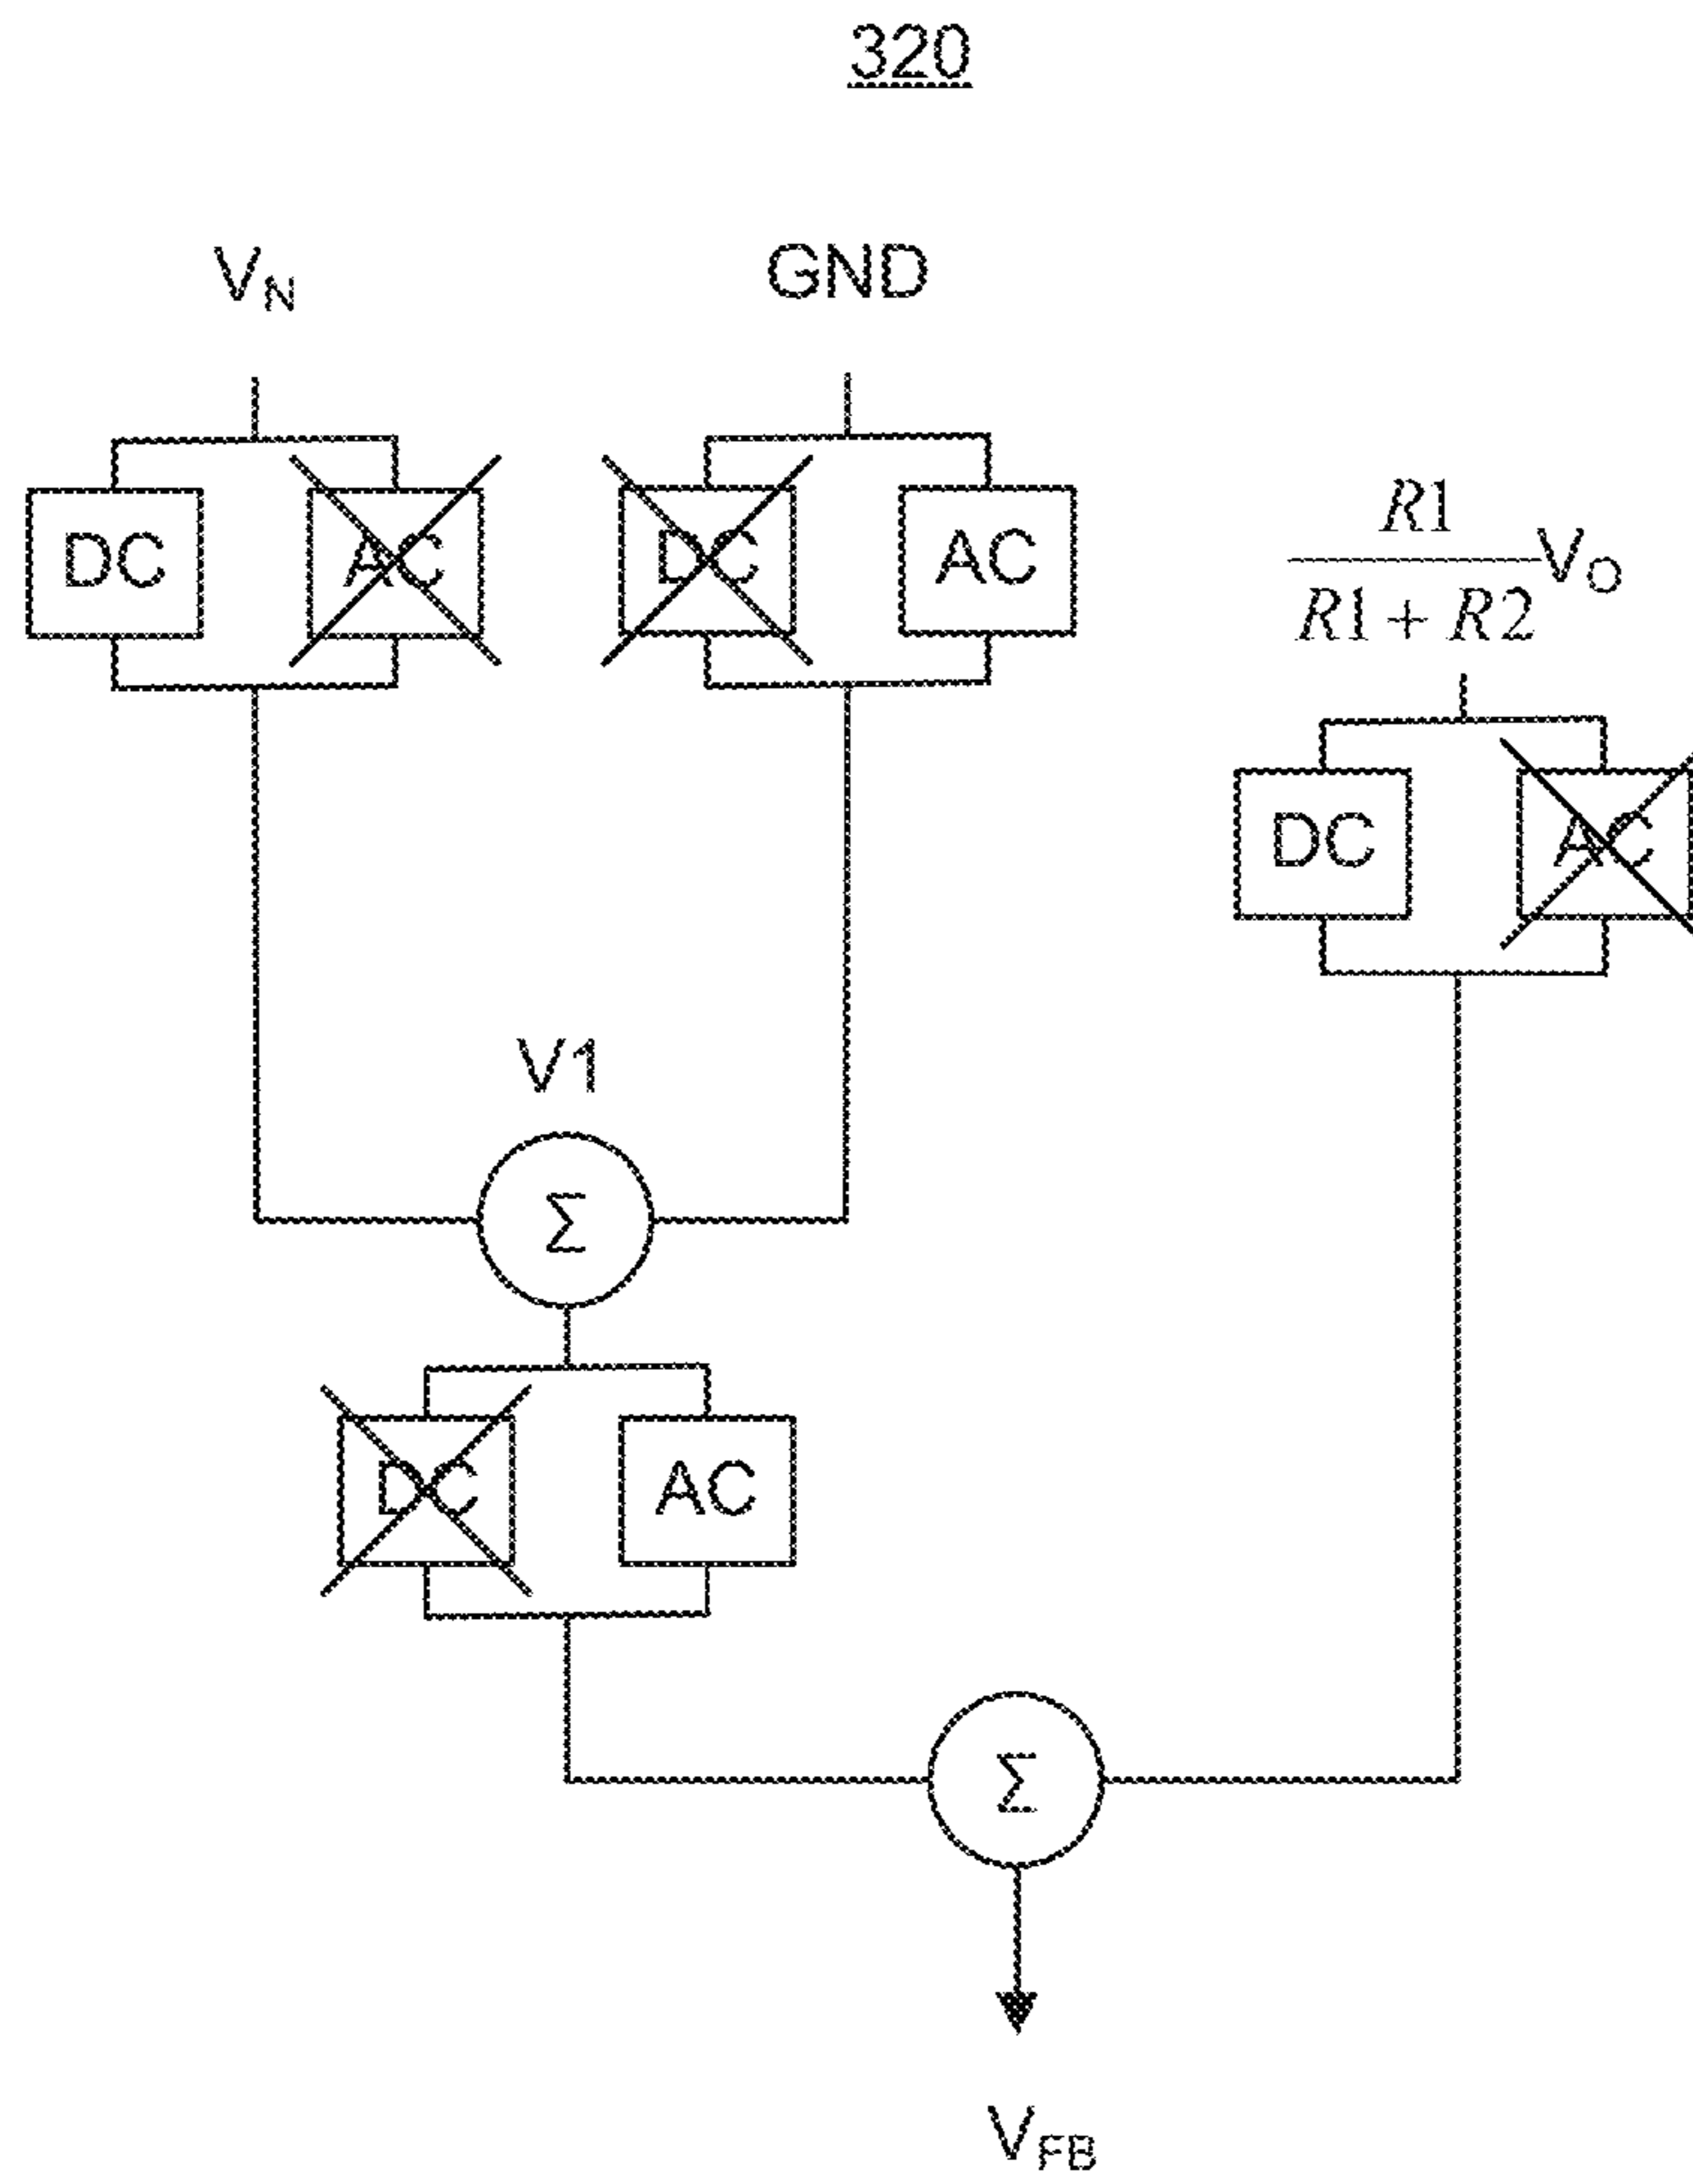 320
V_N GND
DC AC DC AC
R1
V_O
R1 + R2
DC AC
V1
Σ
DC AC
Σ
V_FB